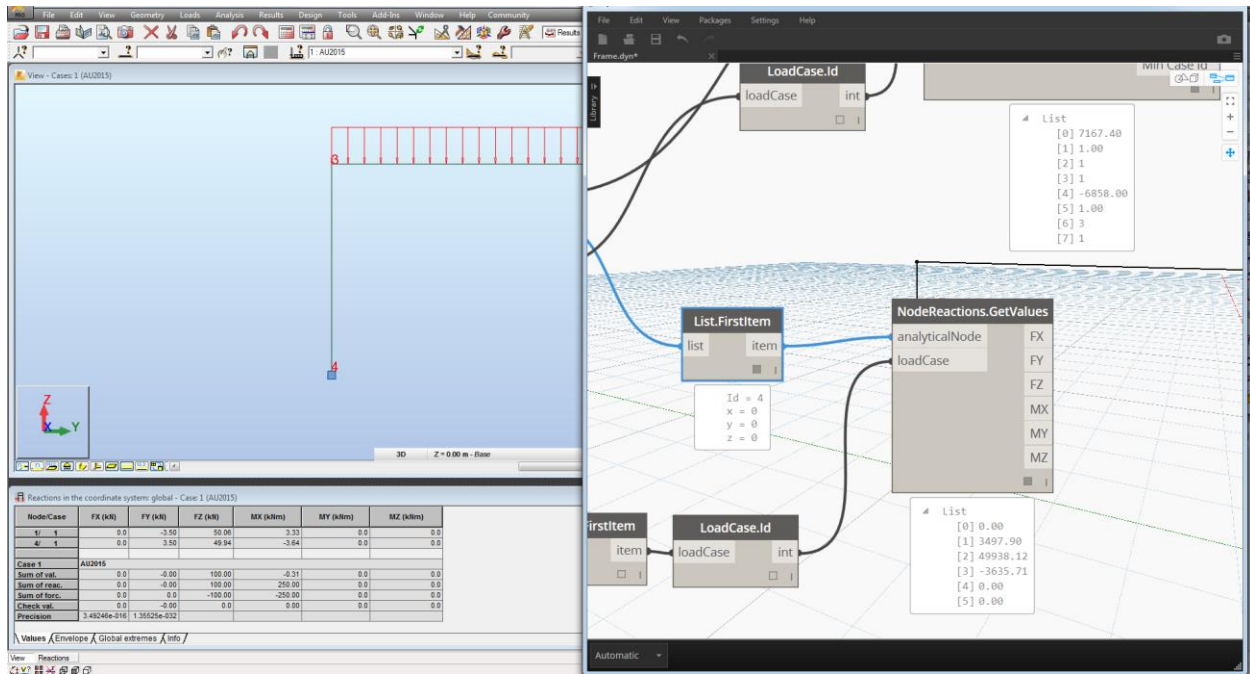 PRO File Edit View Geometry Loads Analysis Results Design Tools Add-Ins Window Help Community
Results
1 : AU2015
View - Cases: 1 (AU2015)
3
4
Z
X Y
3D Z = 0.00 m - Base
Reactions in the coordinate system: global - Case 1 (AU2015)
Node/Case FX (kN) FY (kN) FZ (kN) MX (kNm) MY (kNm) MZ (kNm)
1/ 1 0.0 -3.50 50.06 3.33 0.0 0.0
4/ 1 0.0 3.50 49.94 -3.64 0.0 0.0
Case 1 AU2015
Sum of val. 0.0 -0.00 100.00 -0.31 0.0 0.0
Sum of reac. 0.0 -0.00 100.00 250.00 0.0 0.0
Sum of forc. 0.0 0.0 -100.00 -250.00 0.0 0.0
Check val. 0.0 -0.00 0.0 0.00 0.0 0.0
Precision 3.49246e-016 1.35525e-032
Values Envelope Global extremes Info
View Reactions
File Edit View Packages Settings Help
Frame.dyn* X
Library
LoadCase.Id
loadCase int
Min Case Id
List
[0] 7167.40
[1] 1.00
[2] 1
[3] 1
[4] -6858.00
[5] 1.00
[6] 3
[7] 1
List.FirstItem
list item
Id = 4
x = 0
y = 0
z = 0
NodeReactions.GetValues
analyticalNode FX
loadCase FY
FZ
MX
MY
MZ
List
[0] 0.00
[1] 3497.90
[2] 49938.12
[3] -3635.71
[4] 0.00
[5] 0.00
FirstItem
item
LoadCase.Id
loadCase int
Automatic